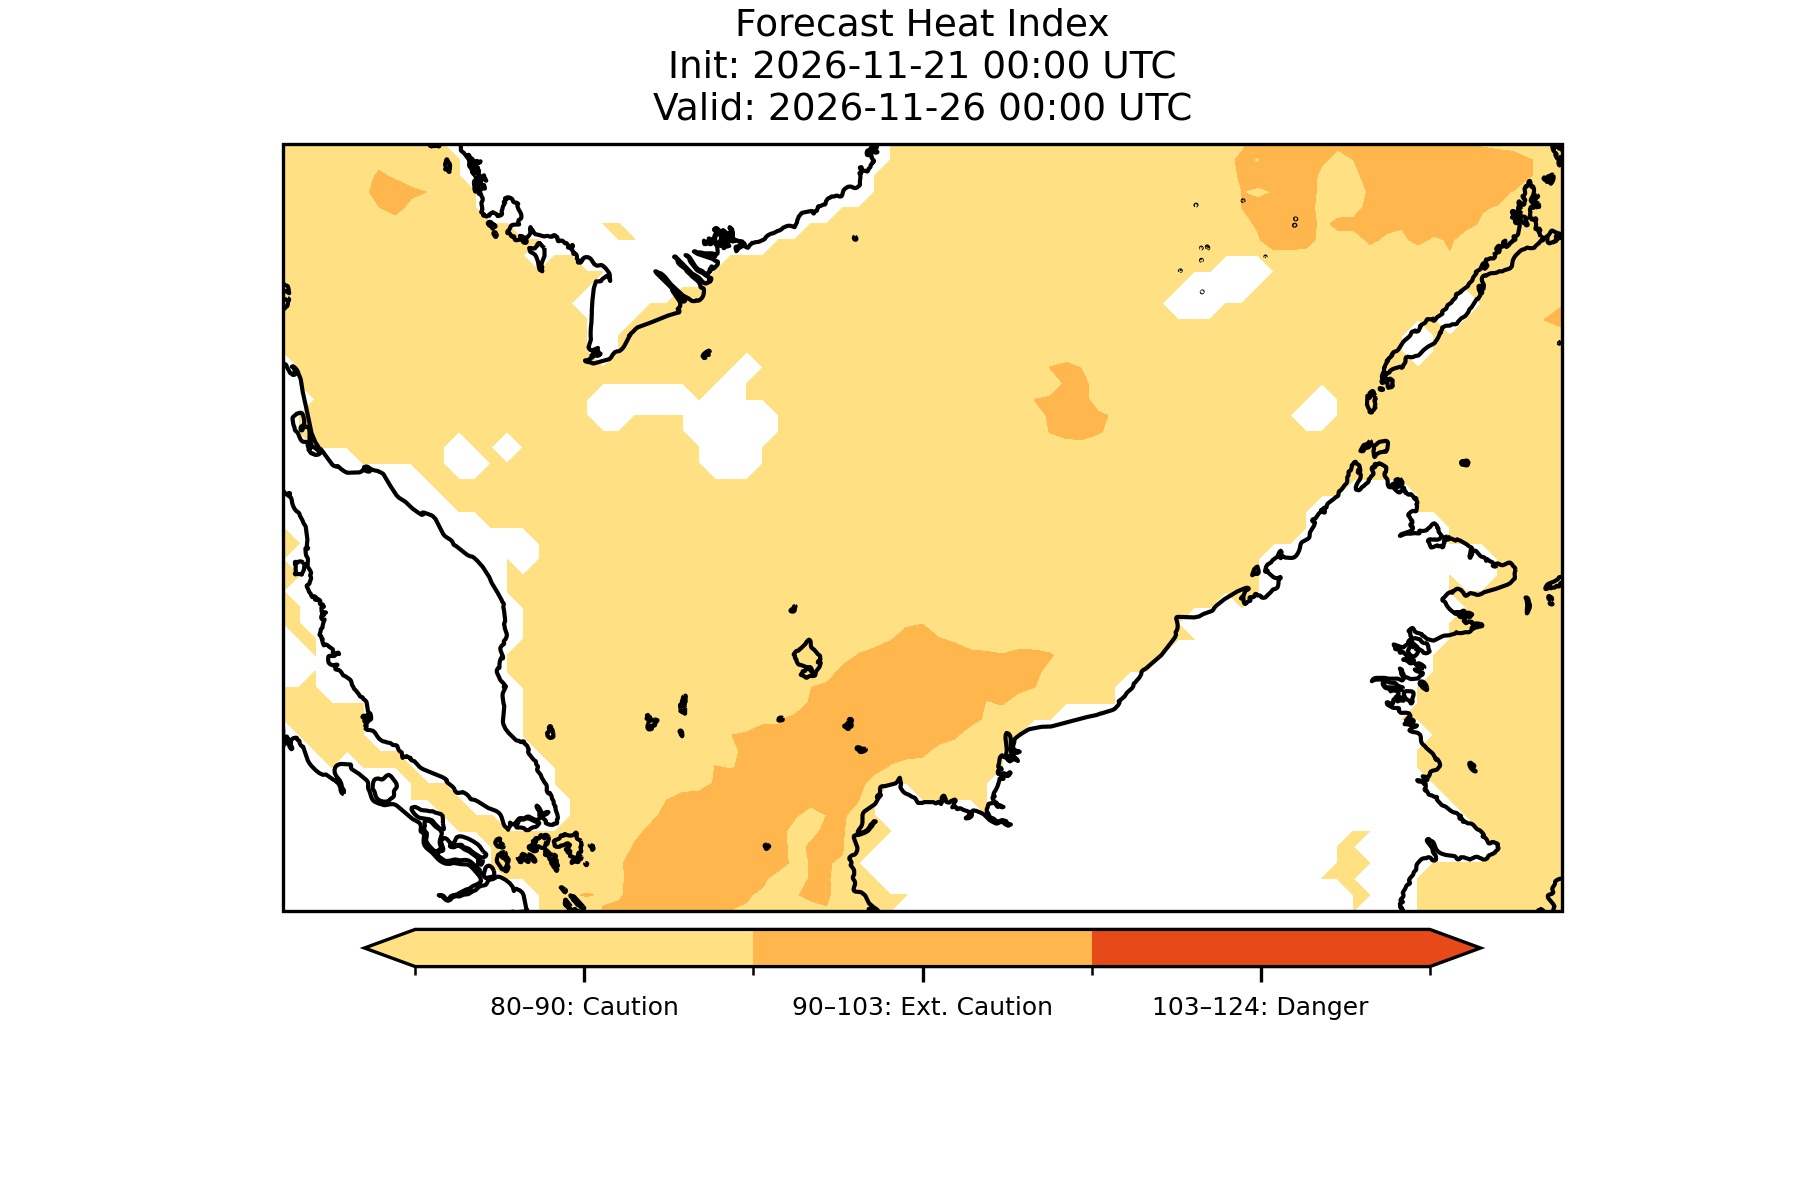 Forecast Heat Index
Init: 2026-11-21 00:00 UTC
Valid: 2026-11-26 00:00 UTC
80–90: Caution
90–103: Ext. Caution
103–124: Danger